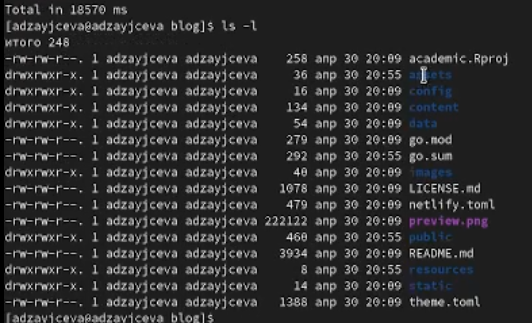 Total in 18570 ms
[adzayjceva@adzayjceva blog]$ ls -l
итого 248
-rw-rw-r--. 1 adzayjceva adzayjceva 258 апр 30 20:09 academic.Rproj
drwxrwxr-x. 1 adzayjceva adzayjceva 36 апр 30 20:55 assets
drwxrwxr-x. 1 adzayjceva adzayjceva 16 апр 30 20:09 config
drwxrwxr-x. 1 adzayjceva adzayjceva 134 апр 30 20:09 content
drwxrwxr-x. 1 adzayjceva adzayjceva 54 апр 30 20:09 data
-rw-rw-r--. 1 adzayjceva adzayjceva 279 апр 30 20:09 go.mod
-rw-rw-r--. 1 adzayjceva adzayjceva 292 апр 30 20:55 go.sum
drwxrwxr-x. 1 adzayjceva adzayjceva 40 апр 30 20:09 images
-rw-rw-r--. 1 adzayjceva adzayjceva 1078 апр 30 20:09 LICENSE.md
-rw-rw-r--. 1 adzayjceva adzayjceva 479 апр 30 20:09 netlify.toml
-rw-rw-r--. 1 adzayjceva adzayjceva 222122 апр 30 20:09 preview.png
drwxrwxr-x. 1 adzayjceva adzayjceva 460 апр 30 20:55 public
-rw-rw-r--. 1 adzayjceva adzayjceva 3934 апр 30 20:09 README.md
drwxrwxr-x. 1 adzayjceva adzayjceva 8 апр 30 20:55 resources
drwxrwxr-x. 1 adzayjceva adzayjceva 14 апр 30 20:09 static
-rw-rw-r--. 1 adzayjceva adzayjceva 1388 апр 30 20:09 theme.toml
[adzayjceva@adzayjceva blog]$